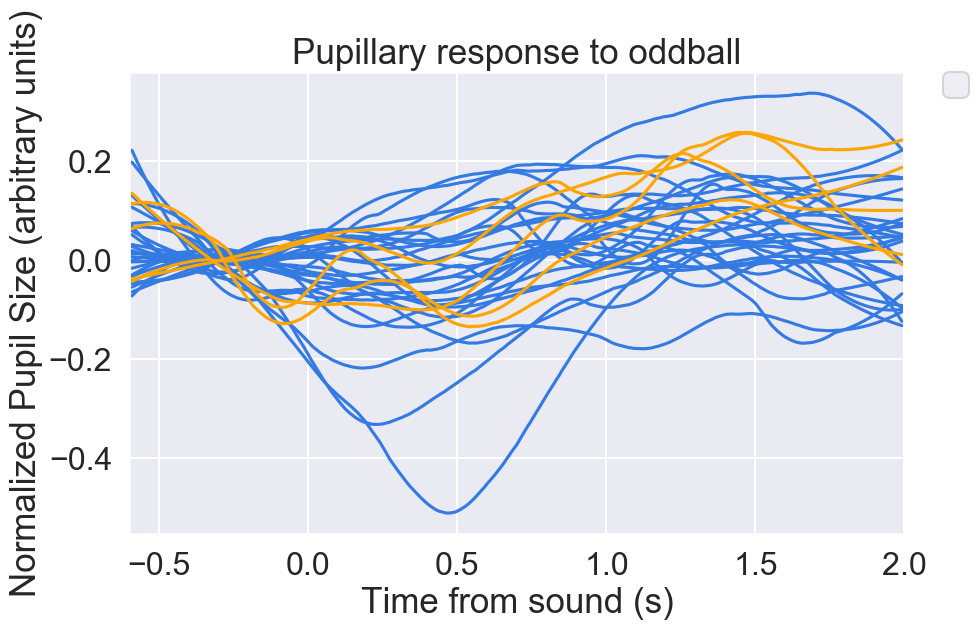 Pupillary response to oddball
Normalized Pupil Size (arbitrary units)
0.2
0.0
−0.2
−0.4
−0.5 0.0 0.5 1.0 1.5 2.0
Time from sound (s)